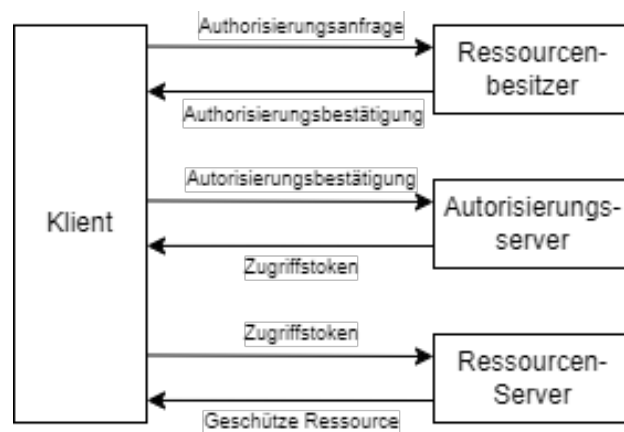 Authorisierungsanfrage
Ressourcen-
besitzer
Authorisierungsbestätigung
Autorisierungsbestätigung
Klient
Autorisierungs-
server
Zugriffstoken
Zugriffstoken
Ressourcen-
Server
Geschütze Ressource